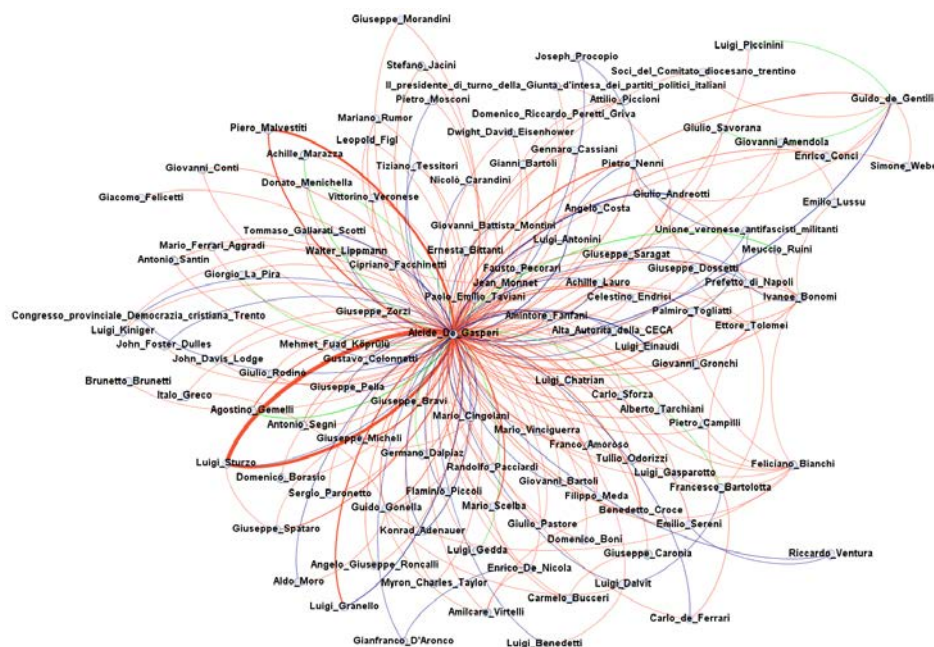 Giuseppe_Morandini
Luigi_Piccinini
Joseph_Procopio
Stefano_Jacini
Soci_del_Comitato_diocesano_trentino
Il_presidente_di_turno_della_Giunta_d'intesa_dei_partiti_politici_italiani
Guido_de_Gentili
Pietro_Mosconi
Attilio_Piccioni
Mariano_Rumor
Domenico_Riccardo_Peretti_Griva
Piero_Malvestiti
Dwight_David_Eisenhower
Giulio_Savorana
Leopold_Figl
Giovanni_Amendola
Gennaro_Cassiani
Achille_Marazza
Gianni_Bartoli
Enrico_Conci
Giovanni_Conti
Tiziano_Tessitori
Pietro_Nenni
Simone_Weber
Donato_Menichella
Nicolò_Carandini
Giacomo_Felicetti
Vittorino_Veronese
Giulio_Andreotti
Emilio_Lussu
Angelo_Costa
Tommaso_Gallarati_Scotti
Giovanni_Battista_Montini
Unione_veronese_antifascisti_militanti
Mario_Ferrari_Aggradi
Luigi_Antonini
Walter_Lippmann
Ernesta_Bittanti
Meuccio_Ruini
Antonio_Santin
Giuseppe_Saragat
Cipriano_Facchinetti
Fausto_Pecorari
Giuseppe_Dossetti
Giorgio_La_Pira
Jean_Monnet
Achille_Lauro
Prefetto_di_Napoli
Paolo_Emilio_Taviani
Celestino_Endrici
Ivanoe_Bonomi
Giuseppe_Zorzi
Palmiro_Togliatti
Congresso_provinciale_Democrazia_cristiana_Trento
Amintore_Fanfani
Luigi_Kiniger
Alcide_De_Gasperi
Alta_Autorita_della_CECA
Ettore_Tolomei
John_Foster_Dulles
Mehmet_Fuad_Köprülü
Luigi_Einaudi
John_Davis_Lodge
Gustavo_Colonnetti
Giovanni_Gronchi
Giulio_Rodinò
Brunetto_Brunetti
Giuseppe_Pella
Luigi_Chatrian
Italo_Greco
Carlo_Sforza
Giuseppe_Bravi
Agostino_Gemelli
Alberto_Tarchiani
Mario_Cingolani
Antonio_Segni
Pietro_Campilli
Mario_Vinciguerra
Giuseppe_Micheli
Franco_Amoroso
Germano_Dalpiaz
Tullio_Odorizzi
Luigi_Sturzo
Feliciano_Bianchi
Randolfo_Pacciardi
Luigi_Gasparotto
Domenico_Borasio
Giovanni_Bartoli
Francesco_Bartolotta
Sergio_Paronetto
Flaminio_Piccoli
Filippo_Meda
Guido_Gonella
Mario_Scelba
Benedetto_Croce
Giuseppe_Spataro
Giulio_Pastore
Emilio_Sereni
Konrad_Adenauer
Domenico_Boni
Luigi_Gedda
Giuseppe_Caronia
Riccardo_Ventura
Angelo_Giuseppe_Roncalli
Enrico_De_Nicola
Aldo_Moro
Myron_Charles_Taylor
Luigi_Dalvit
Carmelo_Bucceri
Luigi_Granello
Amilcare_Virtelli
Carlo_de_Ferrari
Gianfranco_D'Aronco
Luigi_Benedetti